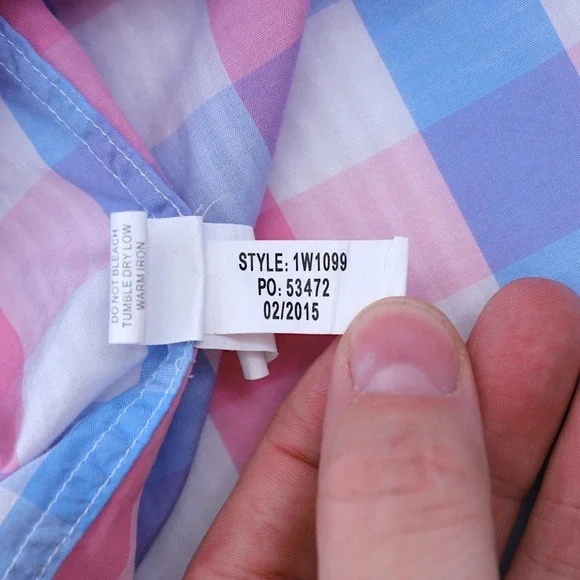 DO NOT BLEACH
TUMBLE DRY LOW
WARM IRON
STYLE: 1W1099
PO: 53472
02/2015